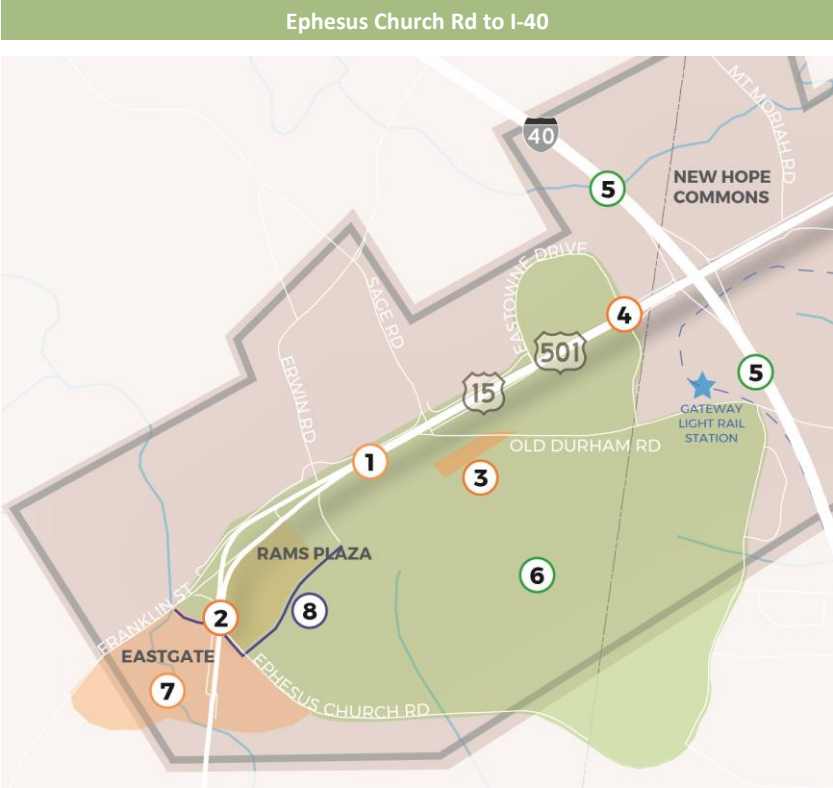 Ephesus Church Rd to I-40
40
MT MORIAH RD
5
NEW HOPE
COMMONS
EASTOWNE DRIVE
SAGE RD
4
501
15
ERWIN RD
5
GATEWAY
LIGHT RAIL
STATION
OLD DURHAM RD
1
3
RAMS PLAZA
6
FRANKLIN ST
2
8
EASTGATE
7
EPHESUS CHURCH RD